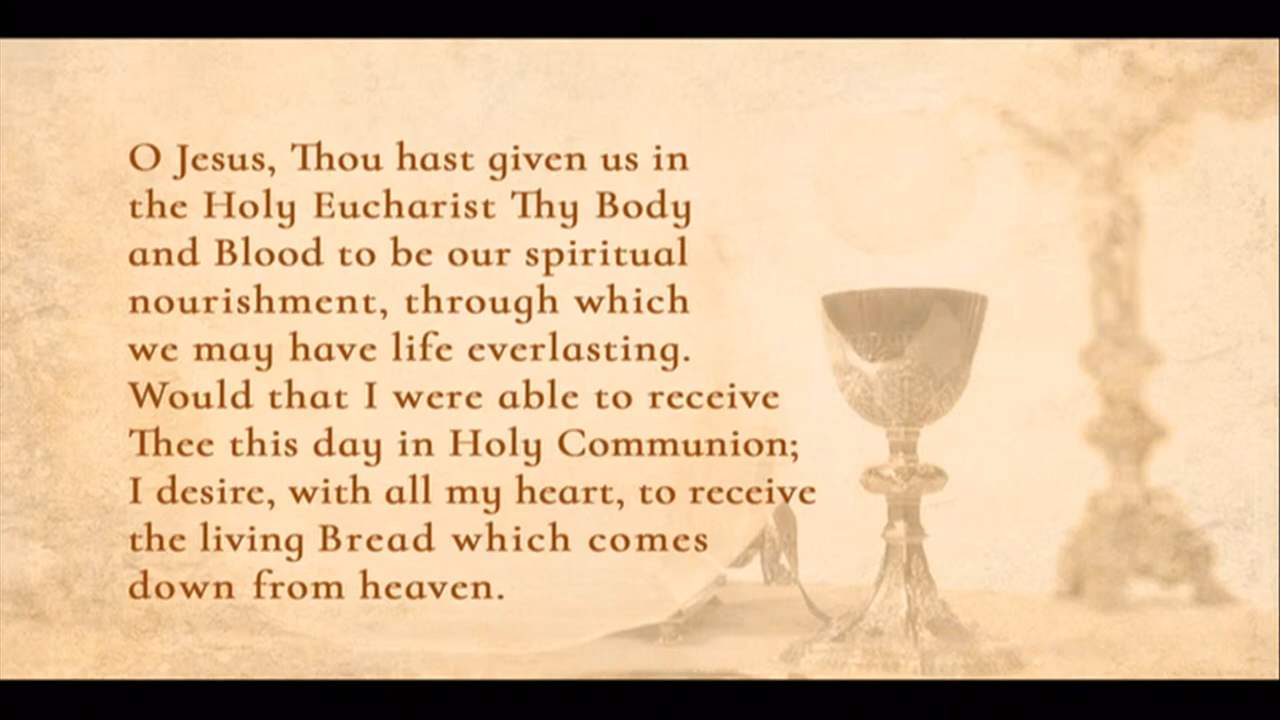 O Jesus, Thou hast given us in
the Holy Eucharist Thy Body
and Blood to be our spiritual
nourishment, through which
we may have life everlasting.
Would that I were able to receive
Thee this day in Holy Communion;
I desire, with all my heart, to receive
the living Bread which comes
down from heaven.